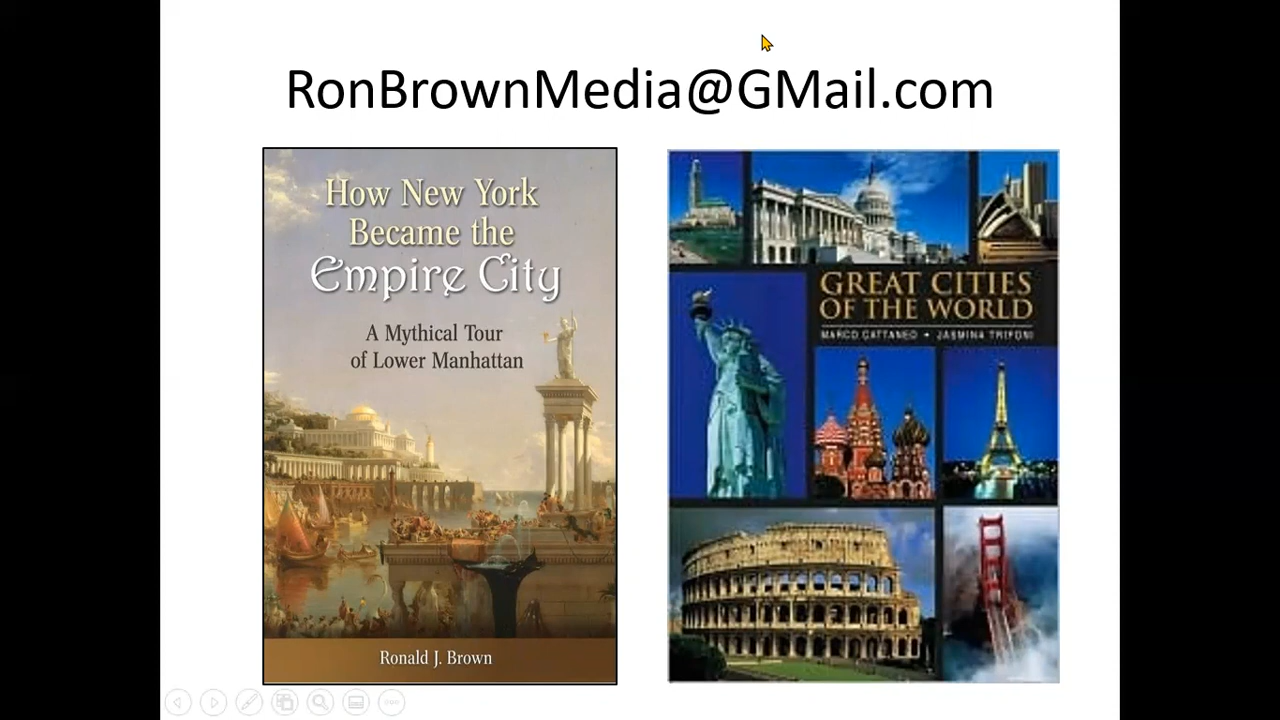 RonBrownMedia@GMail.com
How New York
Became the
Empire City
A Mythical Tour
of Lower Manhattan
Ronald J. Brown
GREAT CITIES
OF THE WORLD
MARCO CATTANEO • JASMINA TRIFONI